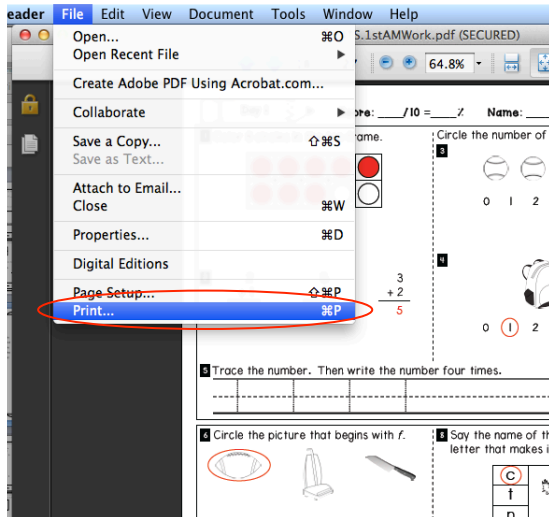 eader File Edit View Document Tools Window Help
S.1stAMWork.pdf (SECURED)
Open... ⌘O
Open Recent File ▶
64.8%
Create Adobe PDF Using Acrobat.com...
Collaborate ▶
ore: ___/10 =___% Name: ___
Save a Copy... ⇧⌘S
Save as Text...
rame.
Circle the number of
3
Attach to Email...
Close ⌘W
0 1 2
Properties... ⌘D
Digital Editions
4
Page Setup... ⇧⌘P
Print... ⌘P
3
+ 2
5
0 1 2
5 Trace the number. Then write the number four times.
6 Circle the picture that begins with f.
8 Say the name of th
letter that makes i
c
t
n